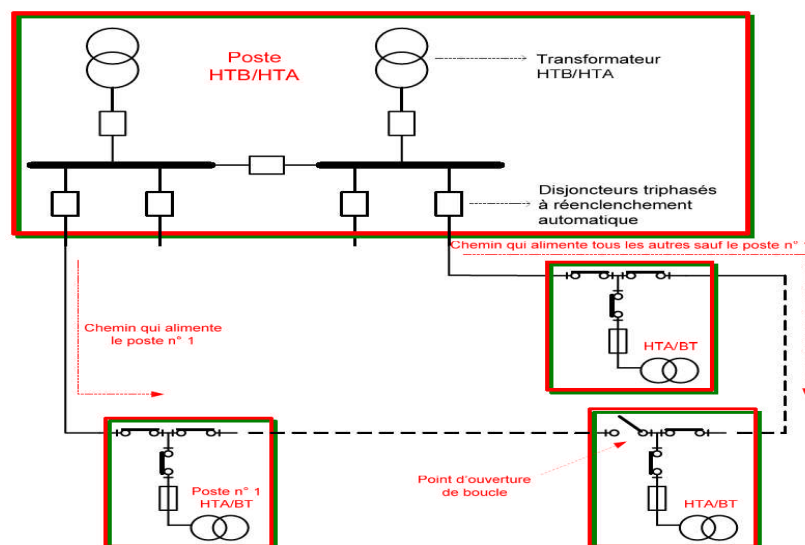 Poste
HTB/HTA
Transformateur
HTB/HTA
Disjoncteurs triphasés
à réenclenchement
automatique
Chemin qui alimente tous les autres sauf le poste n° 1
Chemin qui alimente
le poste n° 1
HTA/BT
Point d'ouverture
de boucle
Poste n° 1
HTA/BT
HTA/BT